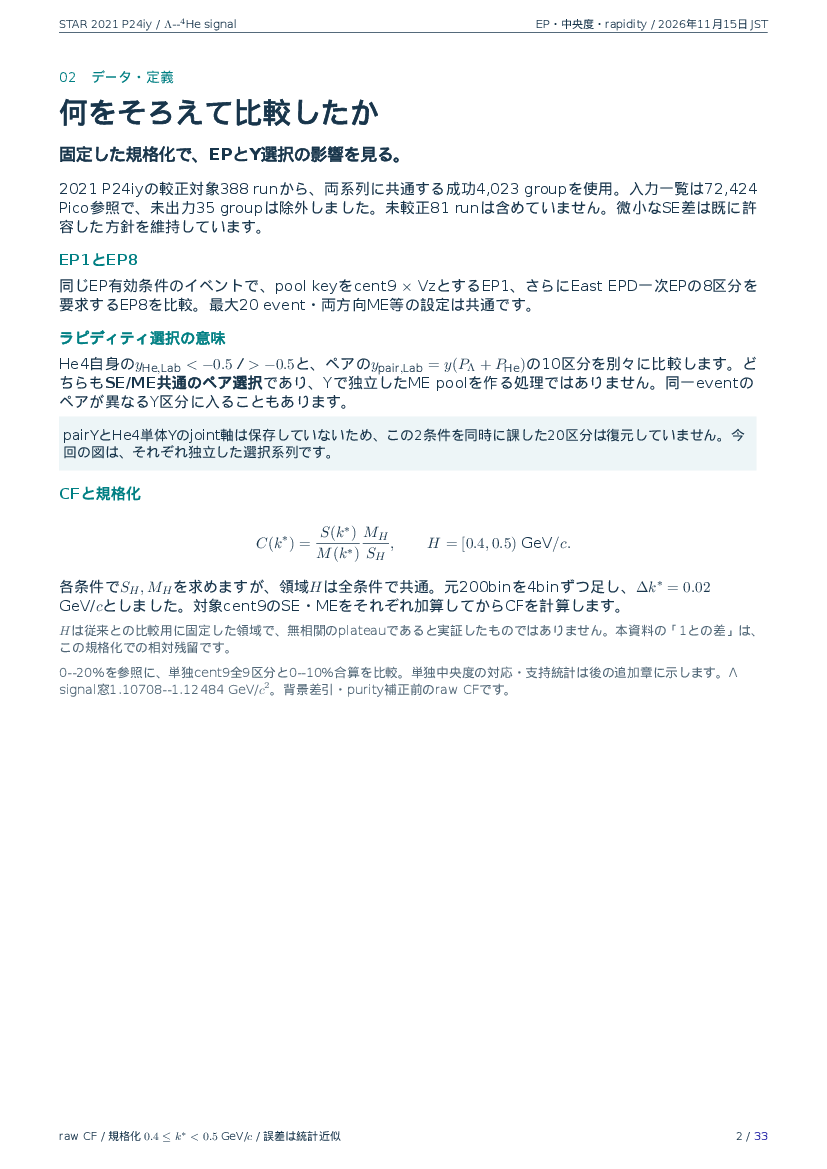 STAR 2021 P24iy / Λ--⁴He signal
EP・中央度・rapidity / 2026年11月15日 JST
02 データ・定義
何をそろえて比較したか
固定した規格化で、EPとY選択の影響を見る。
2021 P24iyの較正対象388 runから、両系列に共通する成功4,023 groupを使用。入力一覧は72,424
Pico参照で、未出力35 groupは除外しました。未較正81 runは含めていません。微小なSE差は既に許
容した方針を維持しています。
EP1とEP8
同じEP有効条件のイベントで、pool keyをcent9 × VzとするEP1、さらにEast EPD一次EPの8区分を
要求するEP8を比較。最大20 event・両方向ME等の設定は共通です。
ラピディティ選択の意味
He4自身の$y_{He,Lab} < -0.5$ / $> -0.5$と、ペアの$y_{pair,Lab} = y(P_Λ + P_{He})$の10区分を別々に比較します。ど
ちらもSE/ME共通のペア選択であり、Yで独立したME poolを作る処理ではありません。同一eventの
ペアが異なるY区分に入ることもあります。
pairYとHe4単体Yのjoint軸は保存していないため、この2条件を同時に課した20区分は復元していません。今
回の図は、それぞれ独立した選択系列です。
CFと規格化
$C(k^*) = \frac{S(k^*)}{M(k^*)} \frac{M_H}{S_H}, \quad H = [0.4, 0.5)$ GeV/$c$.
各条件で$S_H, M_H$を求めますが、領域$H$は全条件で共通。元200binを4binずつ足し、$Δk^* = 0.02$
GeV/$c$としました。対象cent9のSE・MEをそれぞれ加算してからCFを計算します。
$H$は従来との比較用に固定した領域で、無相関のplateauであると実証したものではありません。本資料の「1との差」は、
この規格化での相対残留です。
0--20%を参照に、単独cent9全9区分と0--10%合算を比較。単独中央度の対応・支持統計は後の追加章に示します。Λ
signal窓1.10708--1.12484 GeV/$c^2$。背景差引・purity補正前のraw CFです。
raw CF / 規格化 $0.4 ≤ k^* < 0.5$ GeV/$c$ / 誤差は統計近似
2 / 33